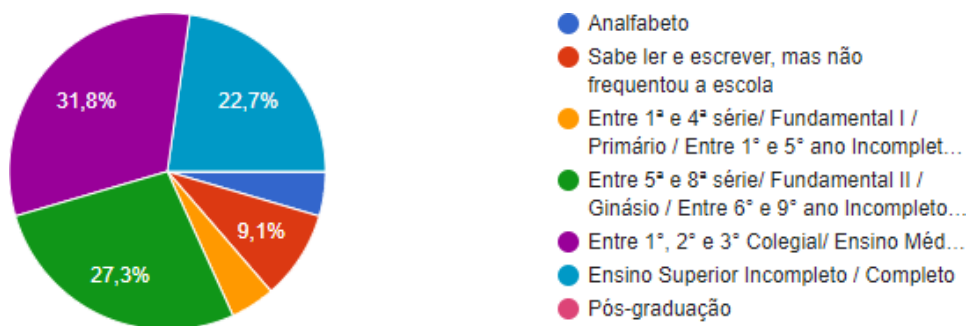 31,8%
22,7%
9,1%
27,3%
Analfabeto
Sabe ler e escrever, mas não
frequentou a escola
Entre 1ª e 4ª série/ Fundamental I /
Primário / Entre 1° e 5° ano Incomplet…
Entre 5ª e 8ª série/ Fundamental II /
Ginásio / Entre 6° e 9° ano Incompleto…
Entre 1°, 2° e 3° Colegial/ Ensino Méd…
Ensino Superior Incompleto / Completo
Pós-graduação